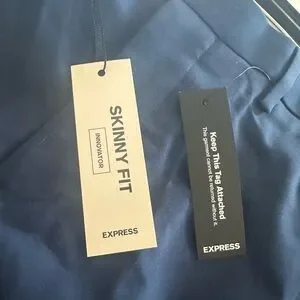 SKINNY FIT
INNOVATOR
EXPRESS
Keep This Tag Attached
This garment cannot be returned without it.
EXPRESS